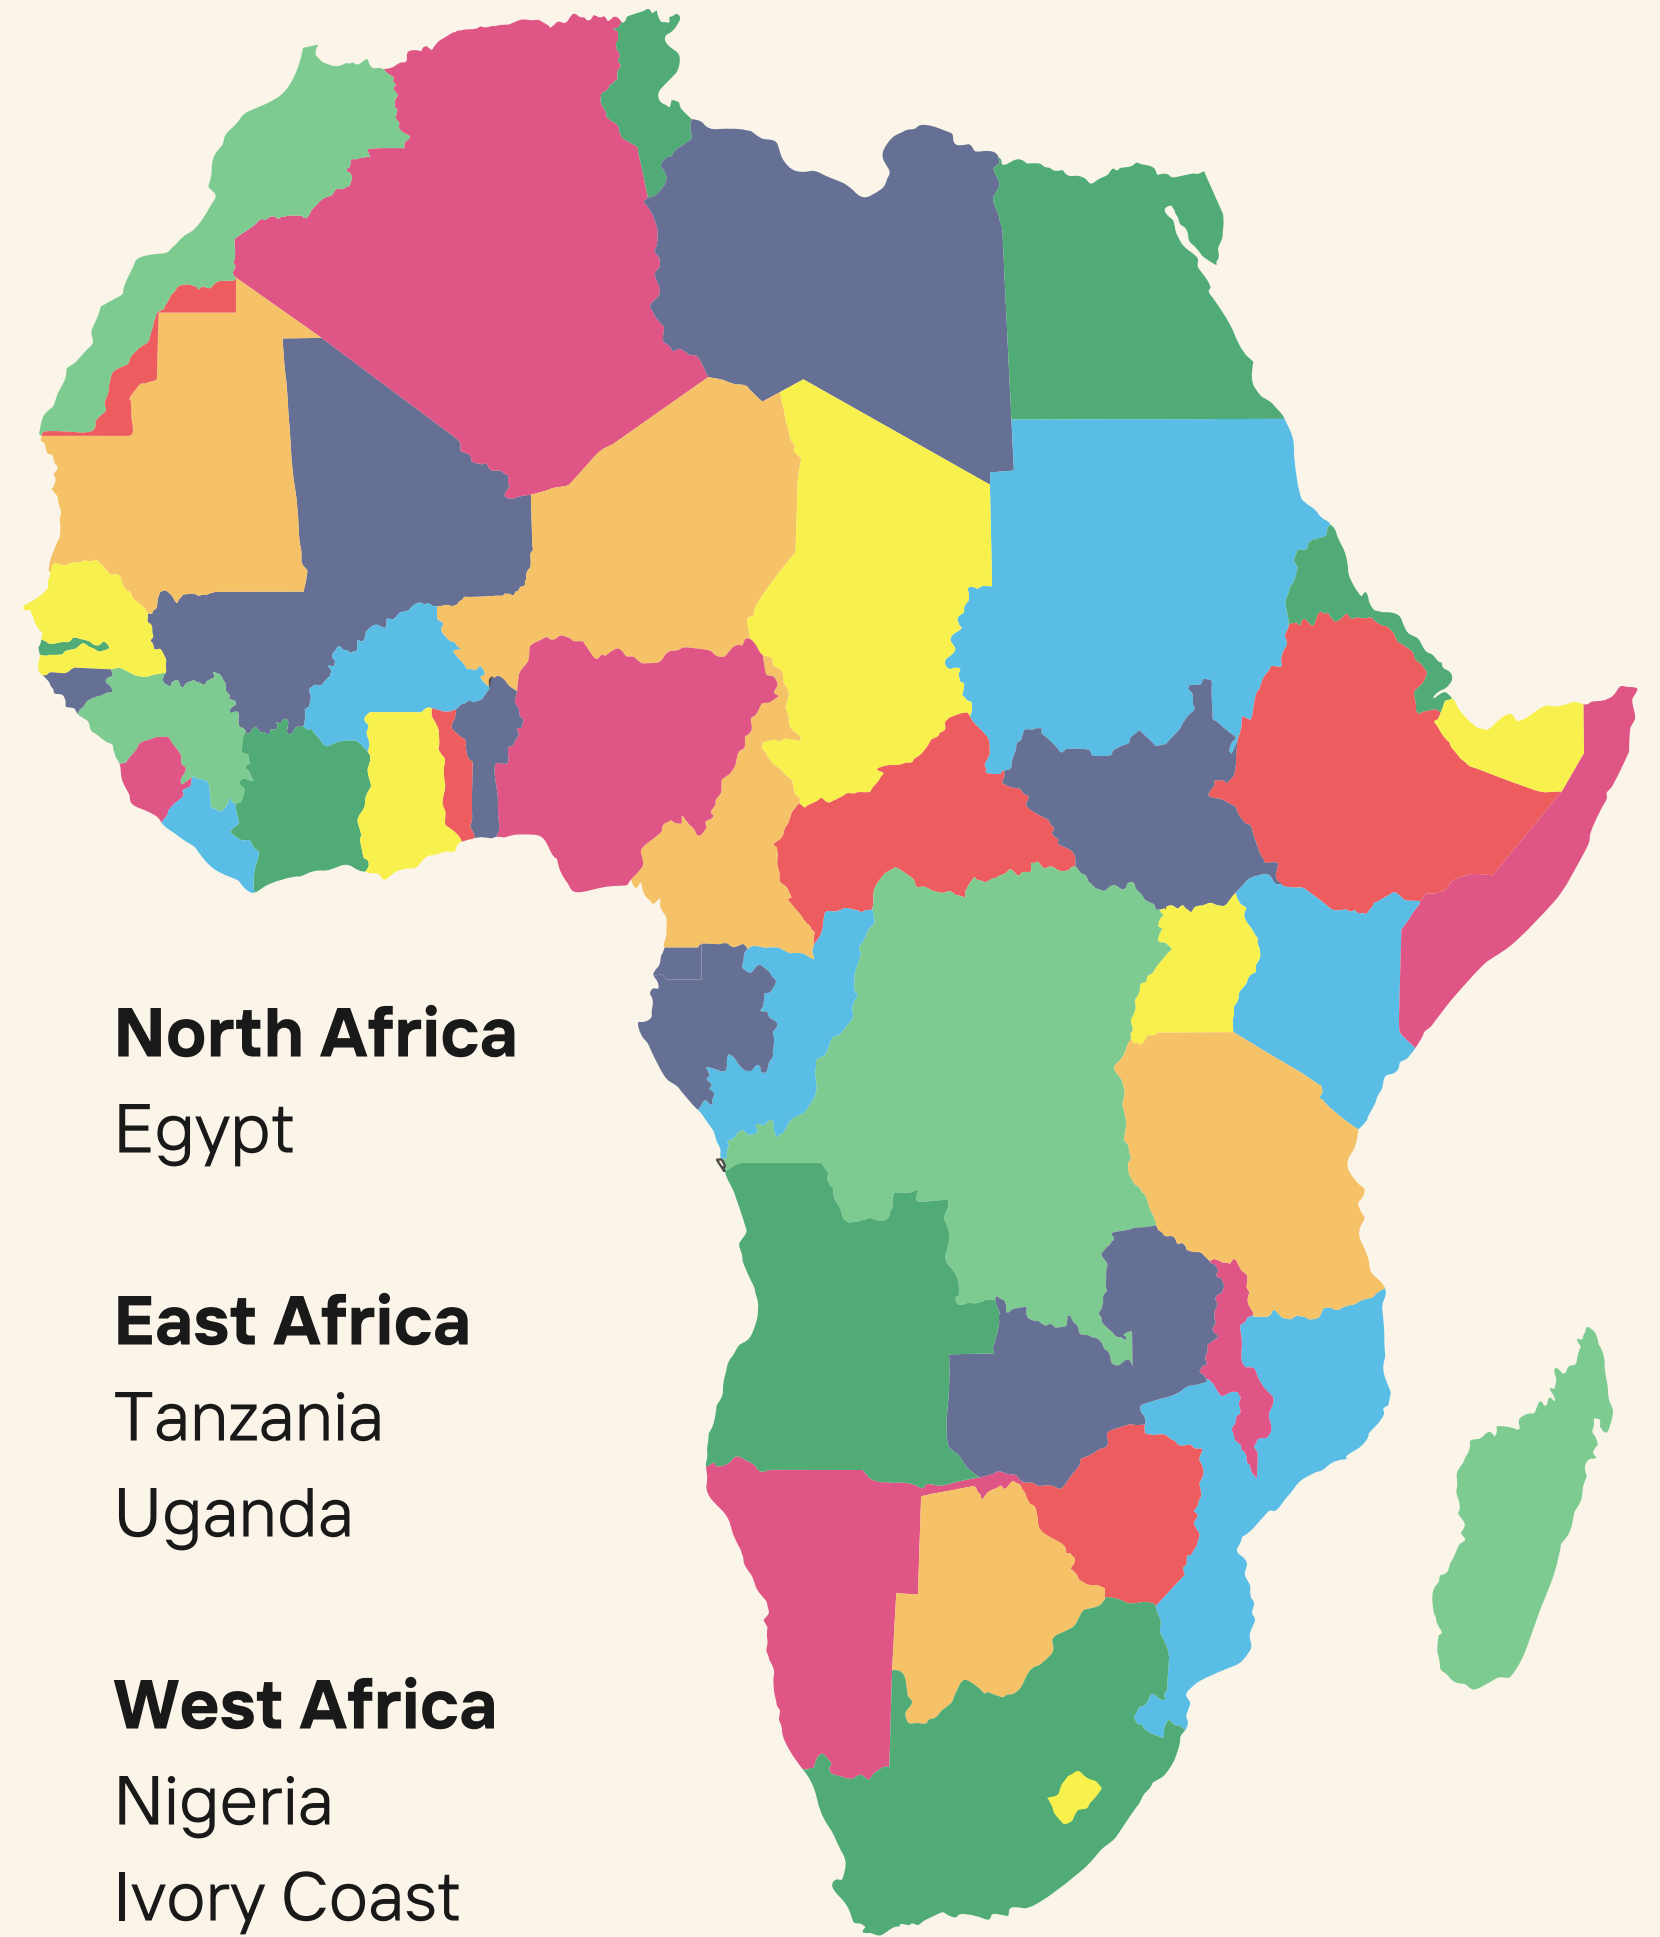 North Africa
Egypt
East Africa
Tanzania
Uganda
West Africa
Nigeria
Ivory Coast